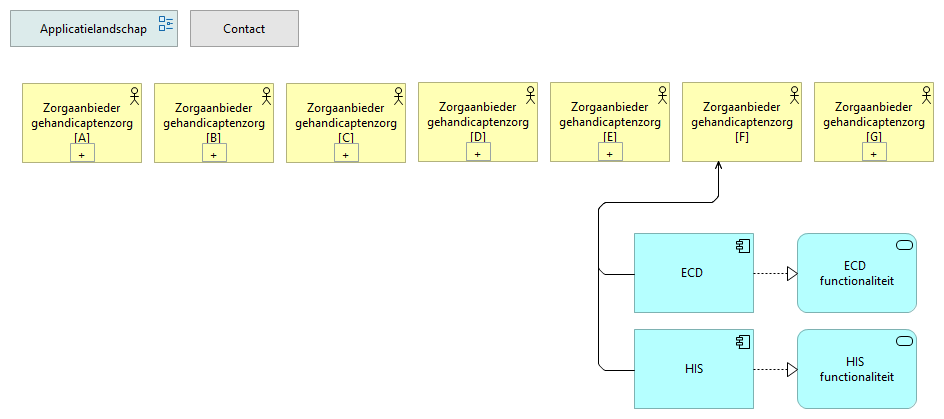 Applicatielandschap
Contact
Zorgaanbieder
gehandicaptenzorg
[A]
+
Zorgaanbieder
gehandicaptenzorg
[B]
+
Zorgaanbieder
gehandicaptenzorg
[C]
+
Zorgaanbieder
gehandicaptenzorg
[D]
+
Zorgaanbieder
gehandicaptenzorg
[E]
+
Zorgaanbieder
gehandicaptenzorg
[F]
Zorgaanbieder
gehandicaptenzorg
[G]
+
ECD
ECD
functionaliteit
HIS
HIS
functionaliteit